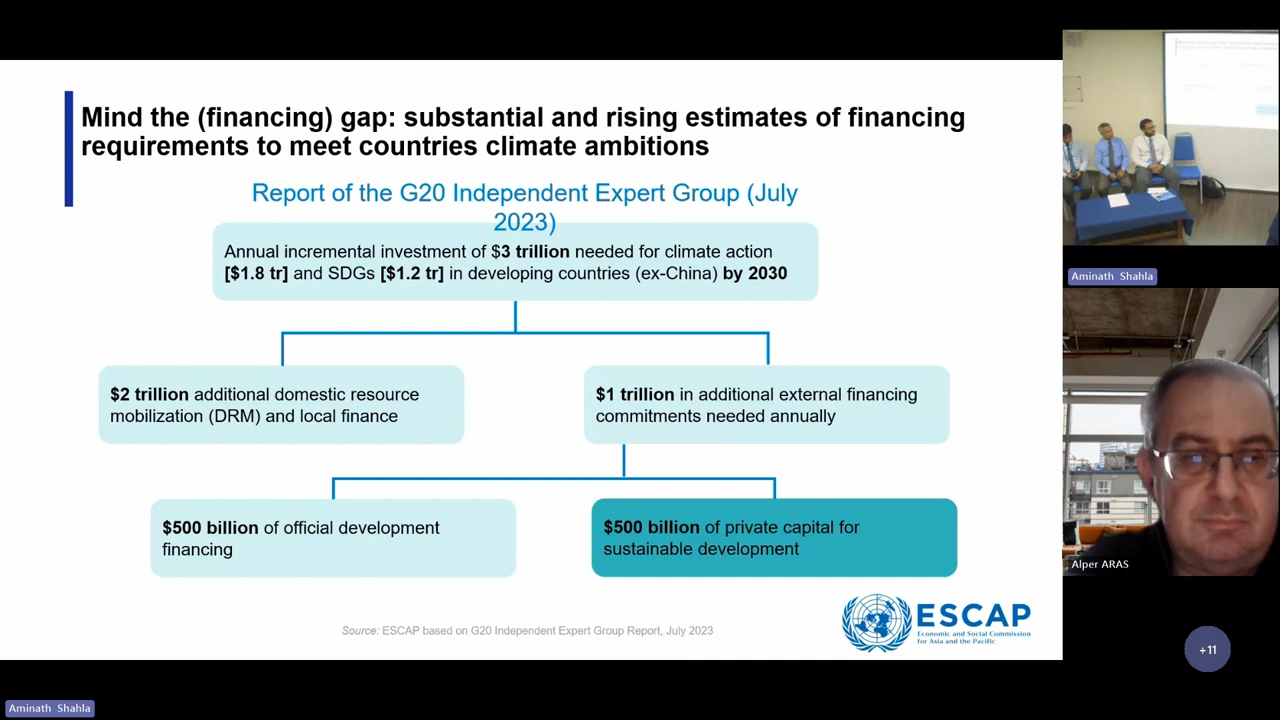 Mind the (financing) gap: substantial and rising estimates of financing
requirements to meet countries climate ambitions
Report of the G20 Independent Expert Group (July
2023)
Annual incremental investment of $3 trillion needed for climate action
[$1.8 tr] and SDGs [$1.2 tr] in developing countries (ex-China) by 2030
$2 trillion additional domestic resource
mobilization (DRM) and local finance
$1 trillion in additional external financing
commitments needed annually
$500 billion of official development
financing
$500 billion of private capital for
sustainable development
Source: ESCAP based on G20 Independent Expert Group Report, July 2023
ESCAP
Economic and Social Commission
for Asia and the Pacific
Aminath Shahla
Alper ARAS
+11
Aminath Shahla